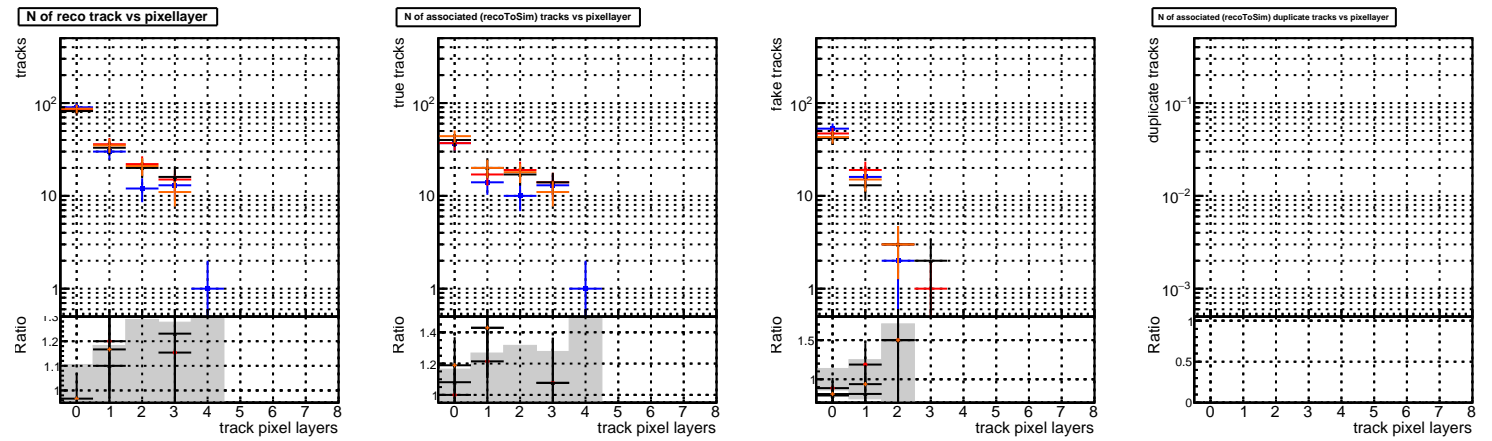 N of reco track vs pixellayer
tracks
10²
10
1
Ratio
1.3
1.2
1.1
1
0 1 2 3 4 5 6 7 8
track pixel layers
N of associated (recoToSim) tracks vs pixellayer
true tracks
10²
10
1
Ratio
1.4
1.2
1
0 1 2 3 4 5 6 7 8
track pixel layers
fake tracks
10²
10
1
Ratio
1.5
1
0 1 2 3 4 5 6 7 8
track pixel layers
N of associated (recoToSim) duplicate tracks vs pixellayer
duplicate tracks
10⁻¹
10⁻²
10⁻³
Ratio
1
0.5
0
0 1 2 3 4 5 6 7 8
track pixel layers